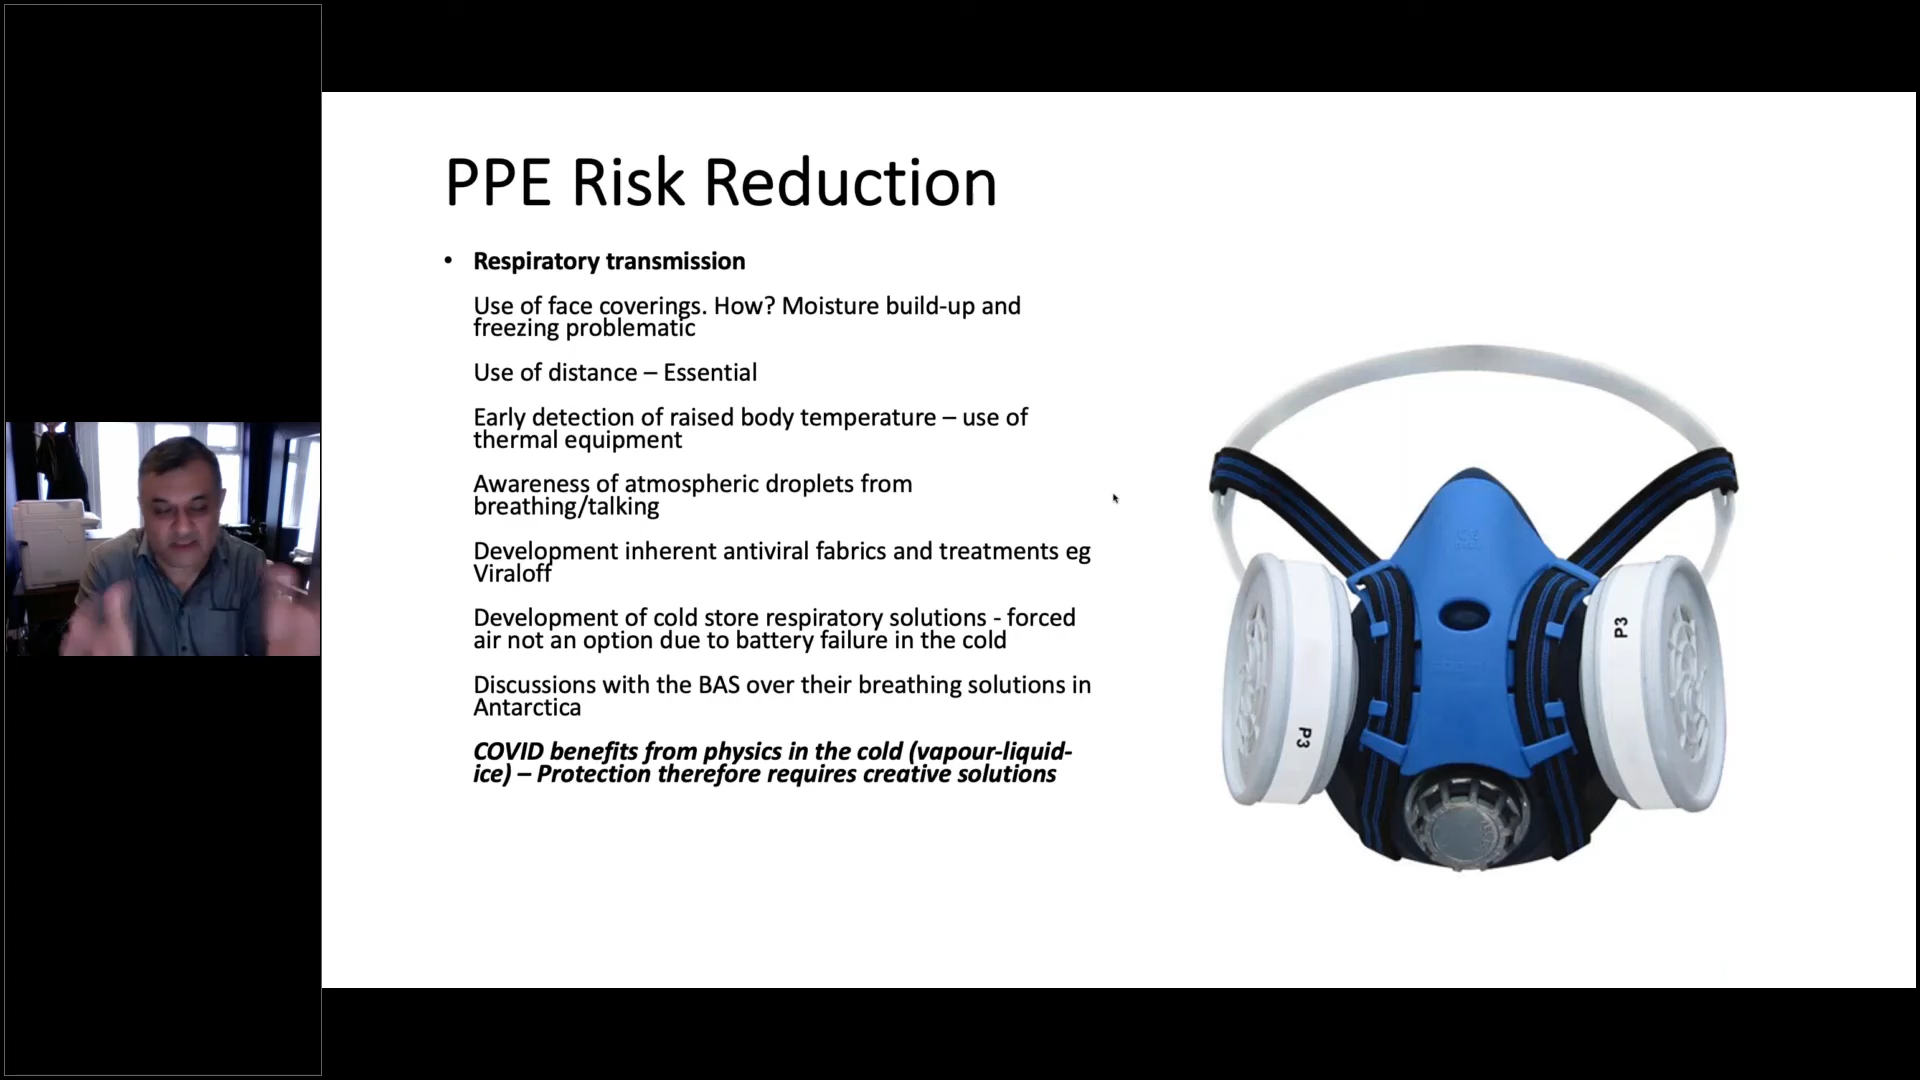 PPE Risk Reduction
• Respiratory transmission
Use of face coverings. How? Moisture build-up and
freezing problematic
Use of distance – Essential
Early detection of raised body temperature – use of
thermal equipment
Awareness of atmospheric droplets from
breathing/talking
Development inherent antiviral fabrics and treatments eg
Viraloff
Development of cold store respiratory solutions - forced
air not an option due to battery failure in the cold
Discussions with the BAS over their breathing solutions in
Antarctica
COVID benefits from physics in the cold (vapour-liquid-
ice) – Protection therefore requires creative solutions
P3
P3